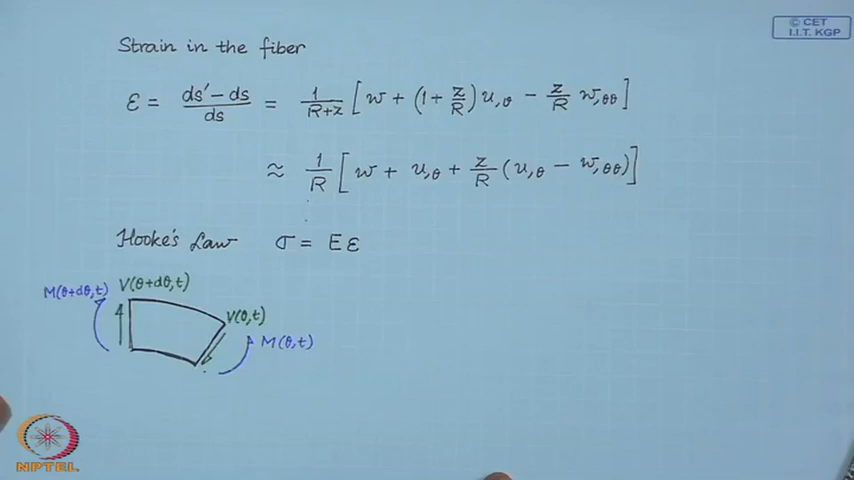 © CET
I.I.T. KGP
Strain in the fiber
ε = (ds′ − ds)/ds = 1/(R+z) [w + (1 + z/R) u,θ − z/R w,θθ]
≈ 1/R [w + u,θ + z/R (u,θ − w,θθ)]
Hooke's Law σ = Eε
M(θ+dθ,t) V(θ+dθ,t)
V(θ,t)
M(θ,t)
NPTEL